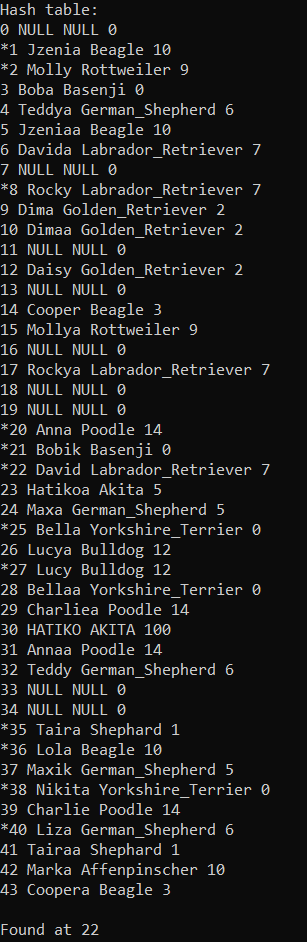 Hash table:
0 NULL NULL 0
*1 Jzenia Beagle 10
*2 Molly Rottweiler 9
3 Boba Basenji 0
4 Teddya German_Shepherd 6
5 Jzeniaa Beagle 10
6 Davida Labrador_Retriever 7
7 NULL NULL 0
*8 Rocky Labrador_Retriever 7
9 Dima Golden_Retriever 2
10 Dimaa Golden_Retriever 2
11 NULL NULL 0
12 Daisy Golden_Retriever 2
13 NULL NULL 0
14 Cooper Beagle 3
15 Mollya Rottweiler 9
16 NULL NULL 0
17 Rockya Labrador_Retriever 7
18 NULL NULL 0
19 NULL NULL 0
*20 Anna Poodle 14
*21 Bobik Basenji 0
*22 David Labrador_Retriever 7
23 Hatikoa Akita 5
24 Maxa German_Shepherd 5
*25 Bella Yorkshire_Terrier 0
26 Lucya Bulldog 12
*27 Lucy Bulldog 12
28 Bellaa Yorkshire_Terrier 0
29 Charliea Poodle 14
30 HATIKO AKITA 100
31 Annaa Poodle 14
32 Teddy German_Shepherd 6
33 NULL NULL 0
34 NULL NULL 0
*35 Taira Shephard 1
*36 Lola Beagle 10
37 Maxik German_Shepherd 5
*38 Nikita Yorkshire_Terrier 0
39 Charlie Poodle 14
*40 Liza German_Shepherd 6
41 Tairaa Shephard 1
42 Marka Affenpinscher 10
43 Coopera Beagle 3
Found at 22